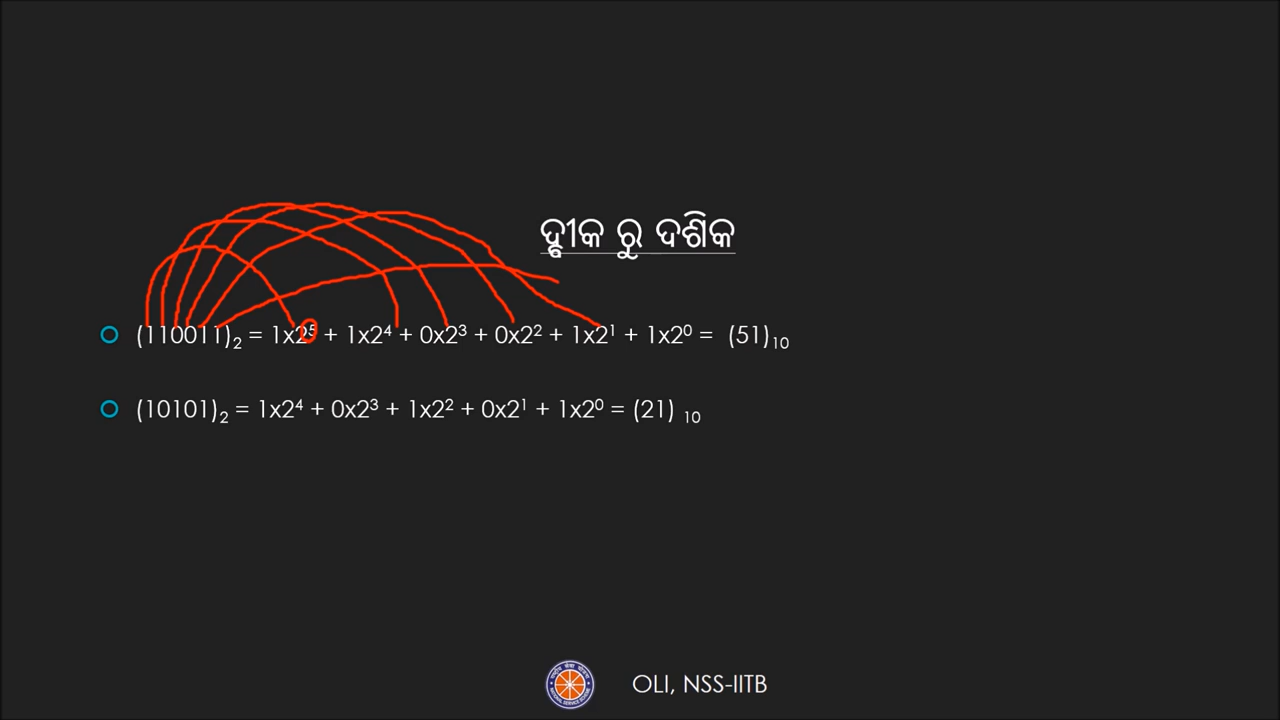 ଦ୍ବୀକ ରୁ ଦଶିକ
(110011)₂ = 1x2⁵ + 1x2⁴ + 0x2³ + 0x2² + 1x2¹ + 1x2⁰ = (51)₁₀
(10101)₂ = 1x2⁴ + 0x2³ + 1x2² + 0x2¹ + 1x2⁰ = (21) ₁₀
OLI, NSS-IITB